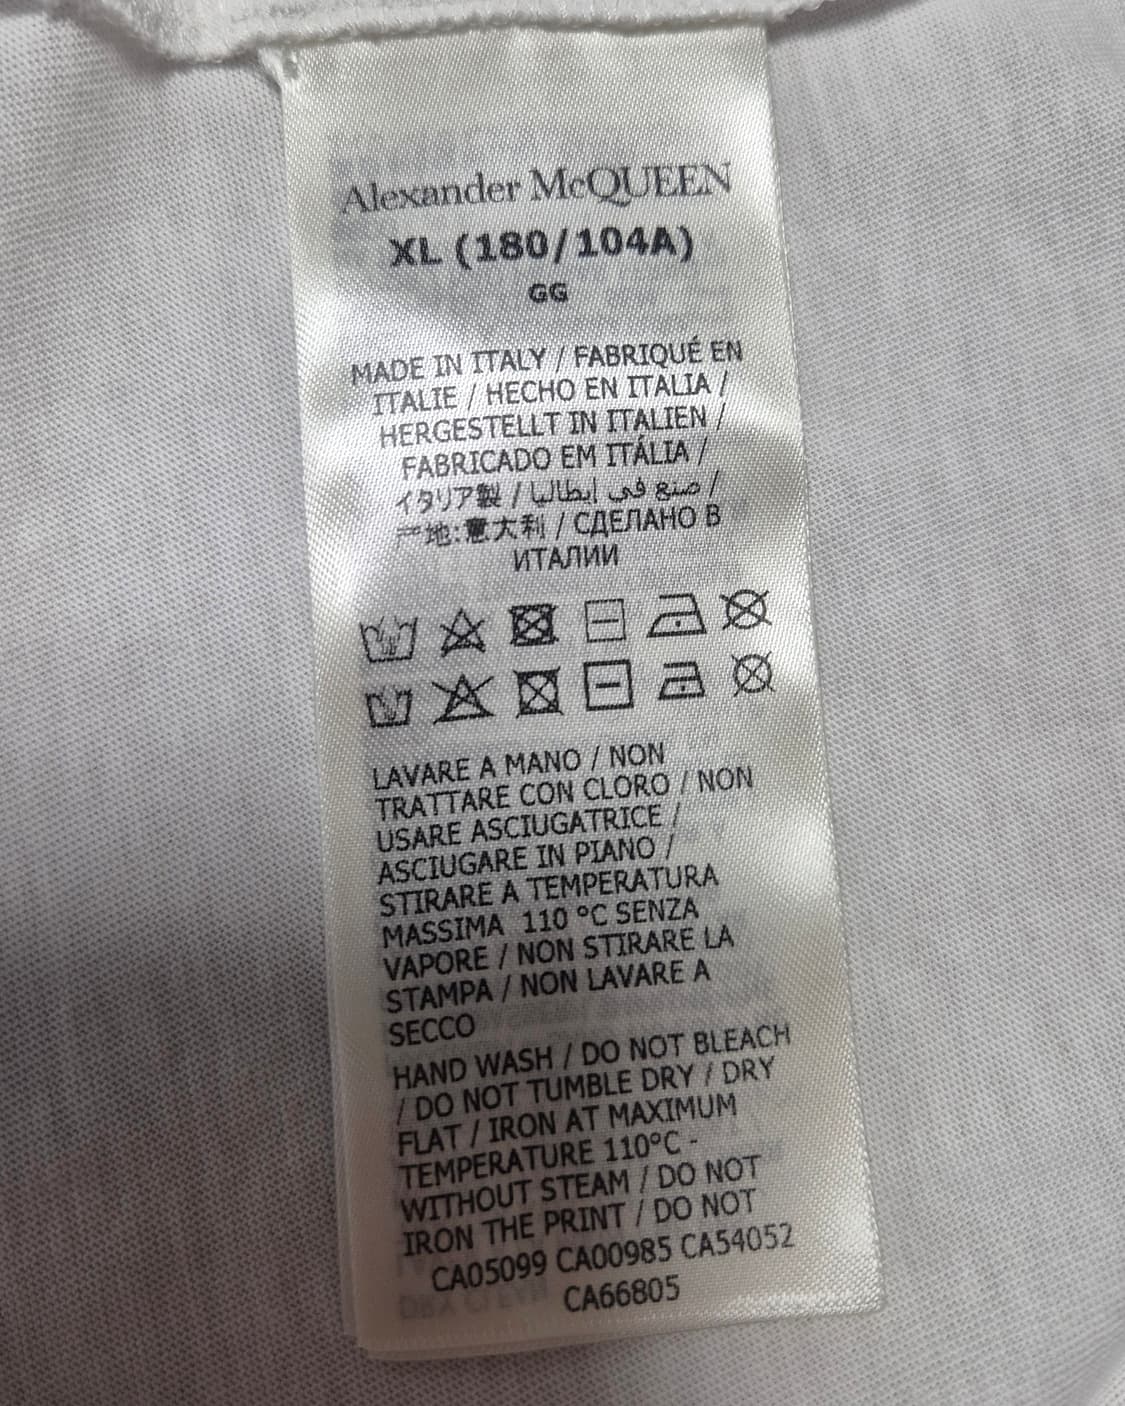 Alexander McQUEEN
XL (180/104A)
GG
MADE IN ITALY / FABRIQUÉ EN
ITALIE / HECHO EN ITALIA /
HERGESTELLT IN ITALIEN /
FABRICADO EM ITÁLIA /
イタリア製 / صنع في إيطاليا /
产地:意大利 / СДЕЛАНО В
ИТАЛИИ
LAVARE A MANO / NON
TRATTARE CON CLORO / NON
USARE ASCIUGATRICE /
ASCIUGARE IN PIANO /
STIRARE A TEMPERATURA
MASSIMA 110 °C SENZA
VAPORE / NON STIRARE LA
STAMPA / NON LAVARE A
SECCO
HAND WASH / DO NOT BLEACH
/ DO NOT TUMBLE DRY / DRY
FLAT / IRON AT MAXIMUM
TEMPERATURE 110°C -
WITHOUT STEAM / DO NOT
IRON THE PRINT / DO NOT
CA05099 CA00985 CA54052
CA66805